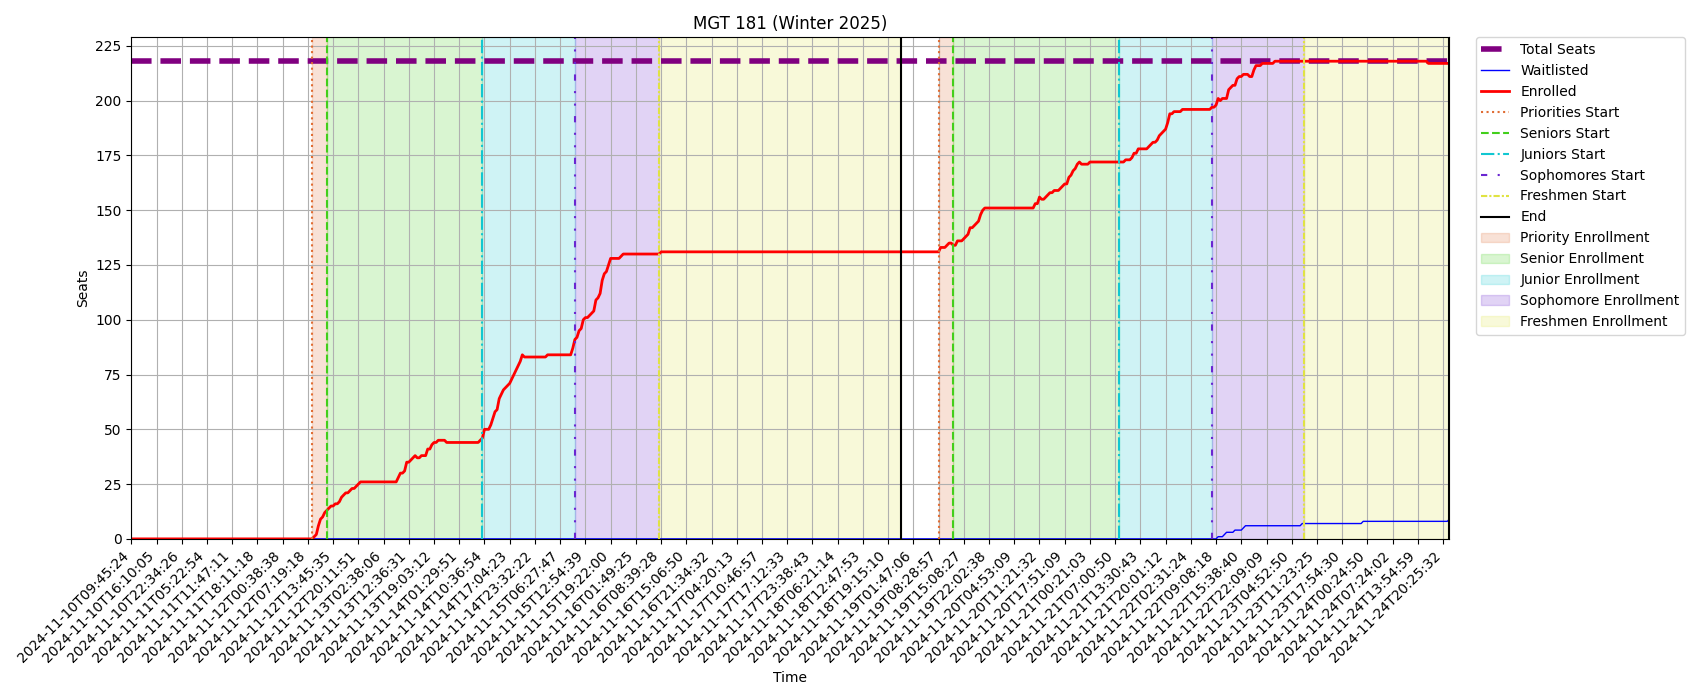 MGT 181 (Winter 2025)
225
200
175
150
125
100
75
50
25
0
Seats
2024-11-10T09:45:24
2024-11-10T16:10:05
2024-11-10T22:34:26
2024-11-11T05:22:54
2024-11-11T11:47:11
2024-11-11T18:11:18
2024-11-12T00:38:38
2024-11-12T07:19:18
2024-11-12T13:45:35
2024-11-12T20:11:51
2024-11-13T02:38:06
2024-11-13T12:36:31
2024-11-13T19:03:12
2024-11-14T01:29:51
2024-11-14T10:36:54
2024-11-14T17:04:23
2024-11-14T23:32:22
2024-11-15T06:27:47
2024-11-15T12:54:39
2024-11-15T19:22:00
2024-11-16T01:49:25
2024-11-16T08:39:28
2024-11-16T15:06:50
2024-11-16T21:34:32
2024-11-17T04:20:13
2024-11-17T10:46:57
2024-11-17T17:12:33
2024-11-17T23:38:43
2024-11-18T06:21:14
2024-11-18T12:47:53
2024-11-18T19:15:10
2024-11-19T01:47:06
2024-11-19T08:28:57
2024-11-19T15:08:27
2024-11-19T22:02:38
2024-11-20T04:53:09
2024-11-20T11:21:32
2024-11-20T17:51:09
2024-11-21T00:21:03
2024-11-21T07:00:50
2024-11-21T13:30:43
2024-11-21T20:01:12
2024-11-22T02:31:24
2024-11-22T09:08:18
2024-11-22T15:38:40
2024-11-22T22:09:09
2024-11-23T04:52:50
2024-11-23T11:23:25
2024-11-23T17:54:30
2024-11-24T00:24:50
2024-11-24T07:24:02
2024-11-24T13:54:59
2024-11-24T20:25:32
Time
Total Seats
Waitlisted
Enrolled
Priorities Start
Seniors Start
Juniors Start
Sophomores Start
Freshmen Start
End
Priority Enrollment
Senior Enrollment
Junior Enrollment
Sophomore Enrollment
Freshmen Enrollment